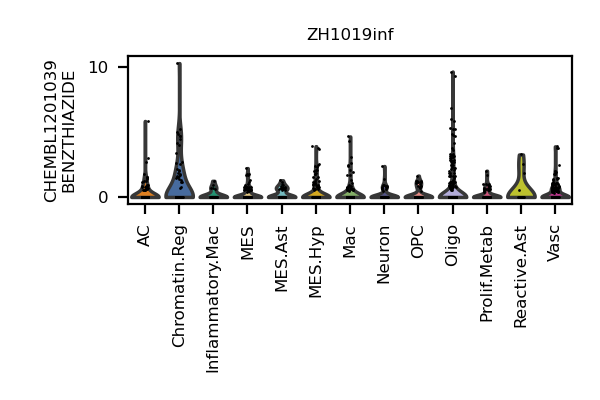 ZH1019inf
CHEMBL1201039
BENZTHIAZIDE
10
0
AC
Chromatin.Reg
Inflammatory.Mac
MES
MES.Ast
MES.Hyp
Mac
Neuron
OPC
Oligo
Prolif.Metab
Reactive.Ast
Vasc